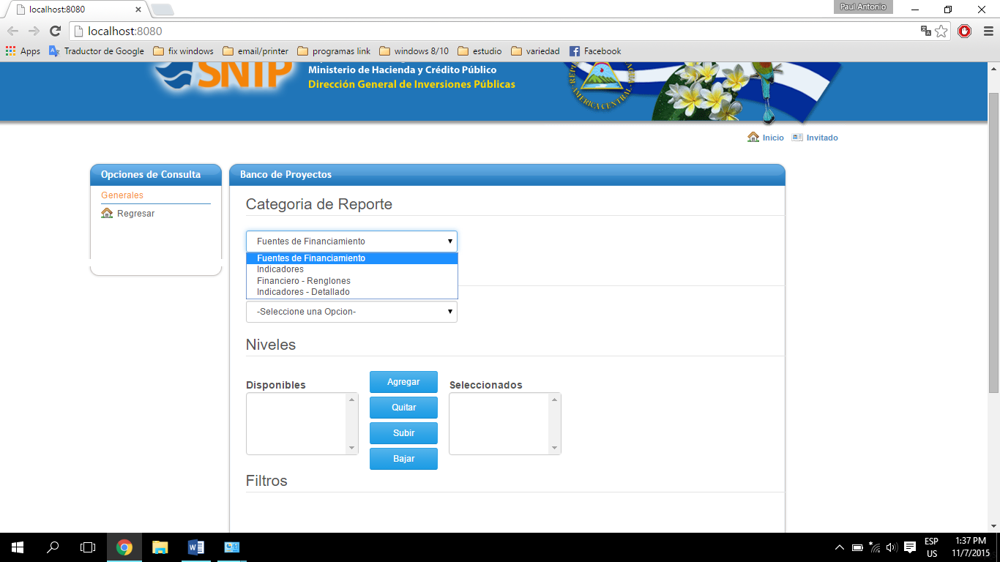 localhost:8080
Paul Antonio
localhost:8080
Apps
Traductor de Google
fix windows
email/printer
programas link
windows 8/10
estudio
variedad
Facebook
SNIP
Ministerio de Hacienda y Crédito Público
Dirección General de Inversiones Públicas
AMERICA CENTRAL
Inicio
Invitado
Opciones de Consulta
Generales
Regresar
Banco de Proyectos
Categoria de Reporte
Fuentes de Financiamiento
Fuentes de Financiamiento
Indicadores
Financiero - Renglones
Indicadores - Detallado
-Seleccione una Opcion-
Niveles
Disponibles
Agregar
Quitar
Subir
Bajar
Seleccionados
Filtros
ESP
US
1:37 PM
11/7/2015